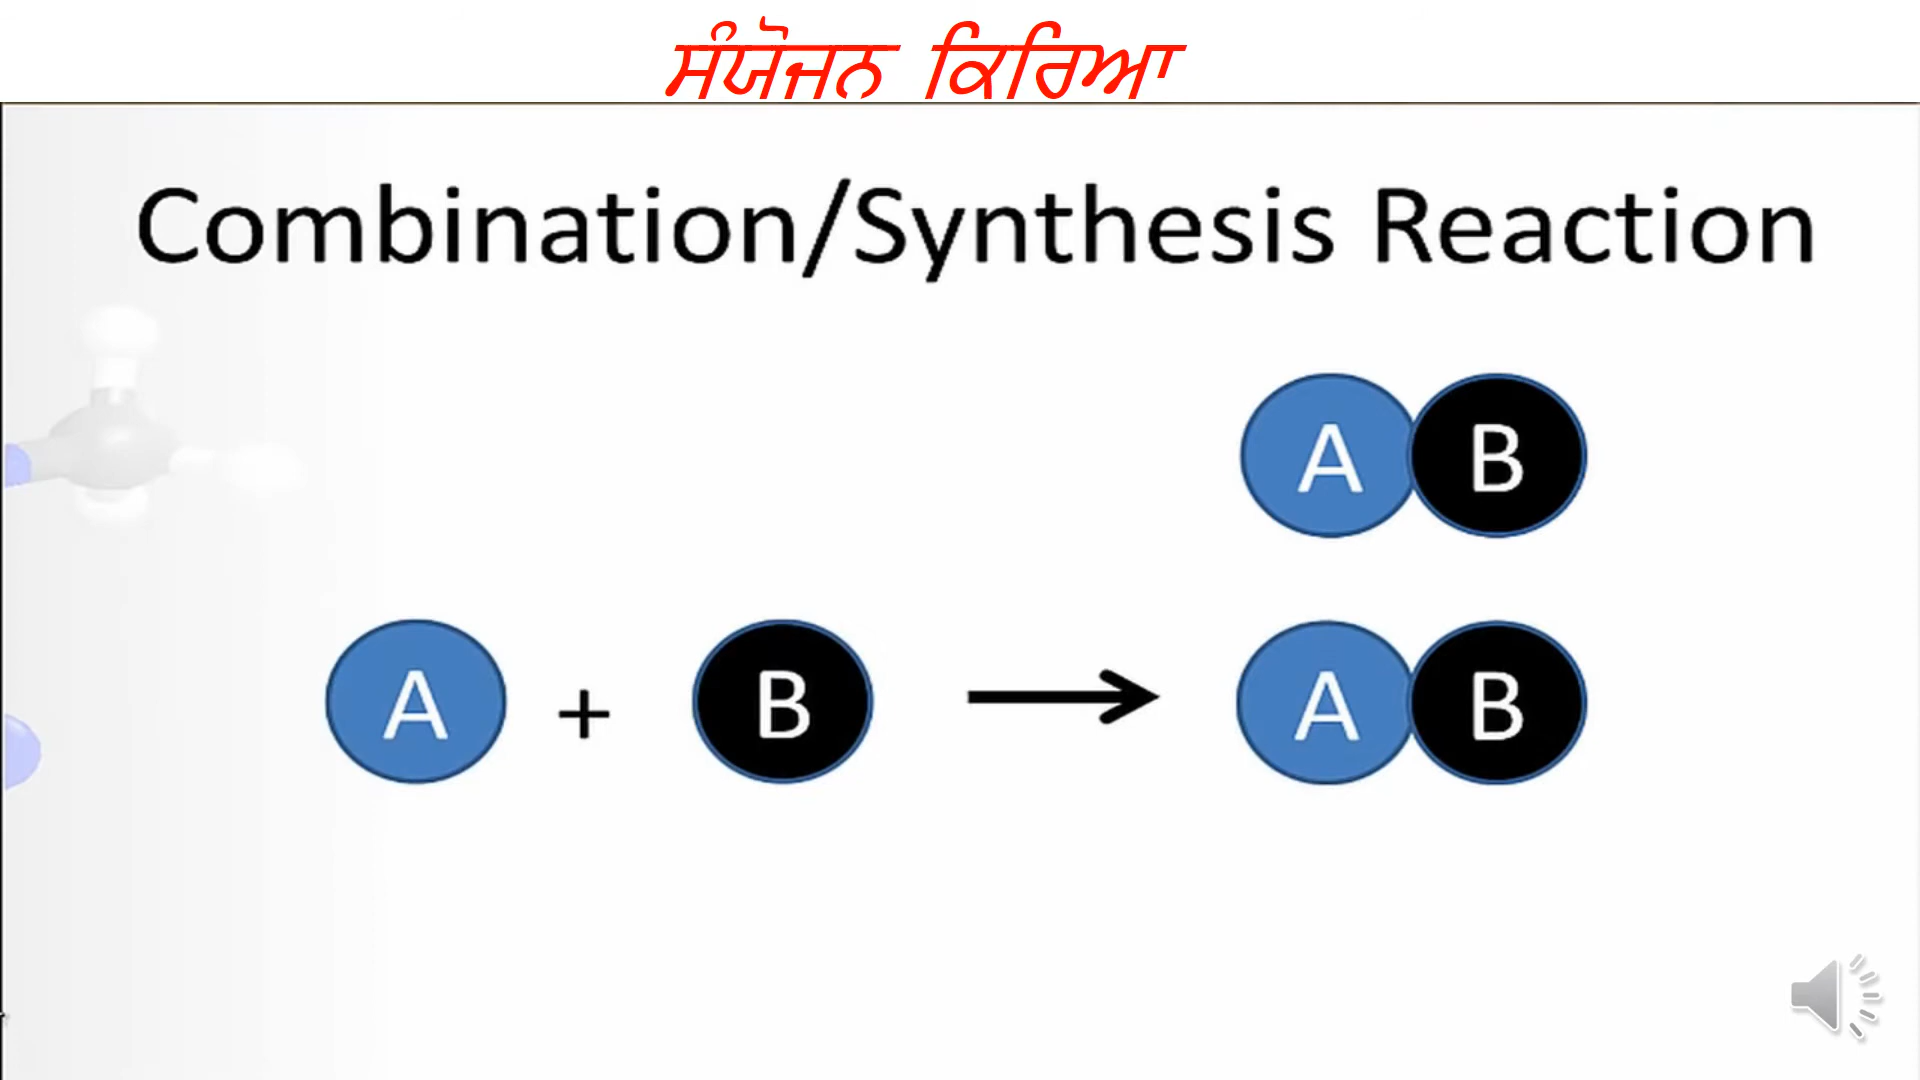 ਸੰਯੋਜਨ ਕਿਰਿਆ
Combination/Synthesis Reaction
A B
A + B → A B